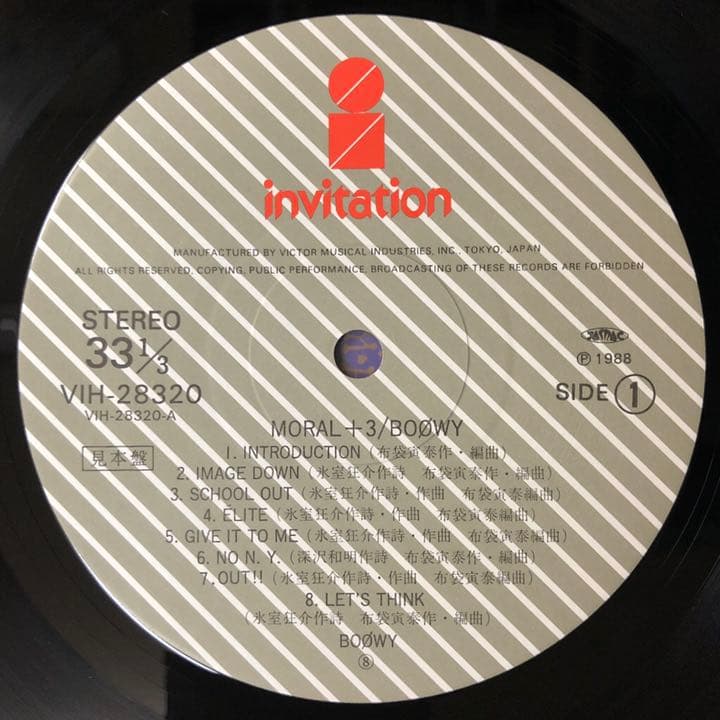 invitation
MANUFACTURED BY VICTOR MUSICAL INDUSTRIES, INC., TOKYO, JAPAN
ALL RIGHTS RESERVED, COPYING, PUBLIC PERFORMANCE, BROADCASTING OF THESE RECORDS ARE FORBIDDEN
STEREO
33 1/3
VIH-28320
VIH-28320-A
見本盤
JASRAC
Ⓟ 1988
SIDE ①
MORAL+3/BOØWY
1. INTRODUCTION (布袋寅泰作・編曲)
2. IMAGE DOWN (氷室狂介作詩 布袋寅泰作・編曲)
3. SCHOOL OUT (氷室狂介作詩・作曲 布袋寅泰編曲)
4. ÉLITE (氷室狂介作詩・作曲 布袋寅泰編曲)
5. GIVE IT TO ME (氷室狂介作詩・作曲 布袋寅泰編曲)
6. NO N. Y. (深沢和明作詩 布袋寅泰作・編曲)
7. OUT!! (氷室狂介作詩・作曲 布袋寅泰編曲)
8. LET'S THINK
(氷室狂介作詩 布袋寅泰作・編曲)
BOØWY
⑧